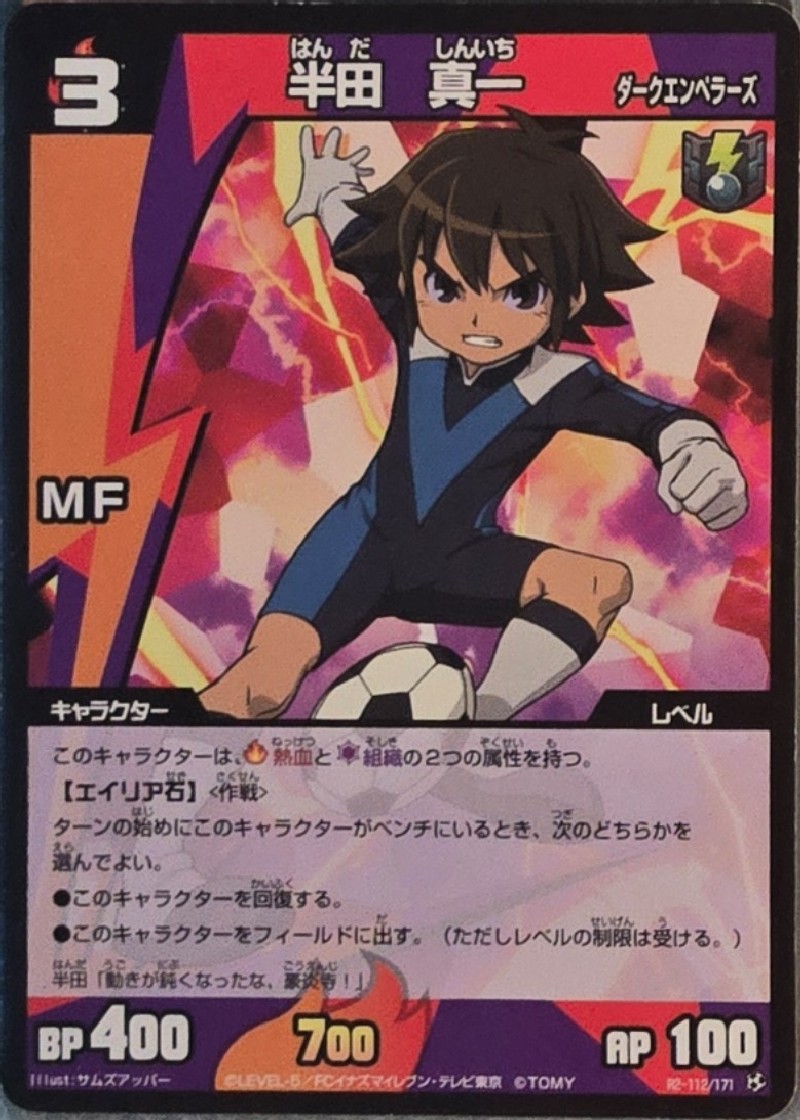 3
はんだ しんいち
半田 真一
ダークエンペラーズ
MF
キャラクター
レベル
このキャラクターは、熱血と組織の2つの属性を持つ。
【エイリア石】<作戦>
ターンの始めにこのキャラクターがベンチにいるとき、次のどちらかを
選んでよい。
●このキャラクターを回復する。
●このキャラクターをフィールドに出す。(ただしレベルの制限は受ける。)
半田「動きが鈍くなったな、豪炎寺!」
BP 400
700
AP 100
Illust:サムズアッパー
©LEVEL-5/FCイナズマイレブン・テレビ東京 ©TOMY
R2-112/171